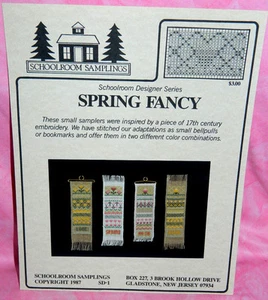 SCHOOLROOM SAMPLINGS
$3.00
Schoolroom Designer Series
SPRING FANCY
These small samplers were inspired by a piece of 17th century
embroidery. We have stitched our adaptations as small bellpulls
or bookmarks and offer them in two different color combinations.
SCHOOLROOM SAMPLINGS
COPYRIGHT 1987 SD-1
BOX 227, 3 BROOK HOLLOW DRIVE
GLADSTONE, NEW JERSEY 07934